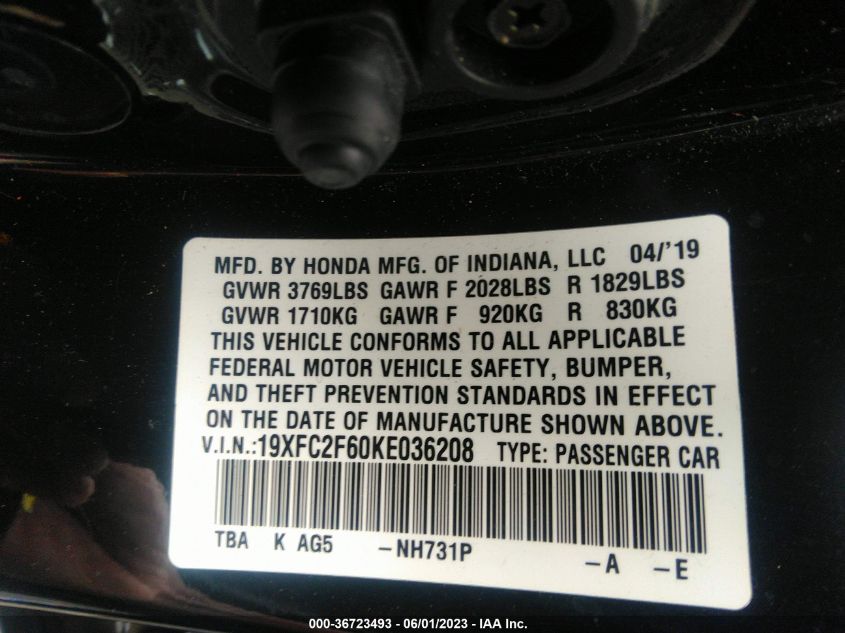 MFD. BY HONDA MFG. OF INDIANA, LLC 04/'19
GVWR 3769LBS GAWR F 2028LBS R 1829LBS
GVWR 1710KG GAWR F 920KG R 830KG
THIS VEHICLE CONFORMS TO ALL APPLICABLE
FEDERAL MOTOR VEHICLE SAFETY, BUMPER,
AND THEFT PREVENTION STANDARDS IN EFFECT
ON THE DATE OF MANUFACTURE SHOWN ABOVE.
V.I.N.:19XFC2F60KE036208 TYPE: PASSENGER CAR
TBA K AG5 -NH731P -A -E
000-36723493 - 06/01/2023 - IAA Inc.